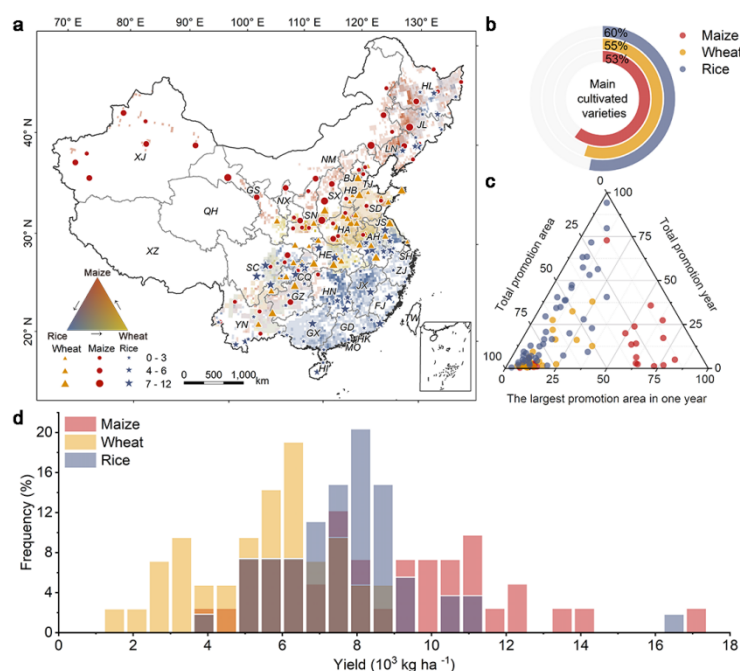 a
70° E
80° E
90° E
100° E
110° E
120° E
130° E
40° N
30° N
20° N
HL
JL
LN
NM
XJ
GS
BJ
TJ
HB
NX
SX
SD
QH
SN
HA
JS
XZ
AH
SH
HE
SC
CQ
ZJ
HN
JX
GZ
FJ
YN
GX
GD
TW
HK
MO
HI
Maize
Rice
Wheat
Wheat Maize Rice
0 - 3
4 - 6
7 - 12
0 500 1,000
km
b
60%
55%
53%
Main
cultivated
varieties
Maize
Wheat
Rice
c
0
100
25
75
50
50
75
25
100
0
0
25
50
75
100
Total promotion area
Total promotion year
The largest promotion area in one year
d
Maize
Wheat
Rice
20
16
12
8
4
0
Frequency (%)
0 2 4 6 8 10 12 14 16 18
Yield (10³ kg ha ⁻¹)